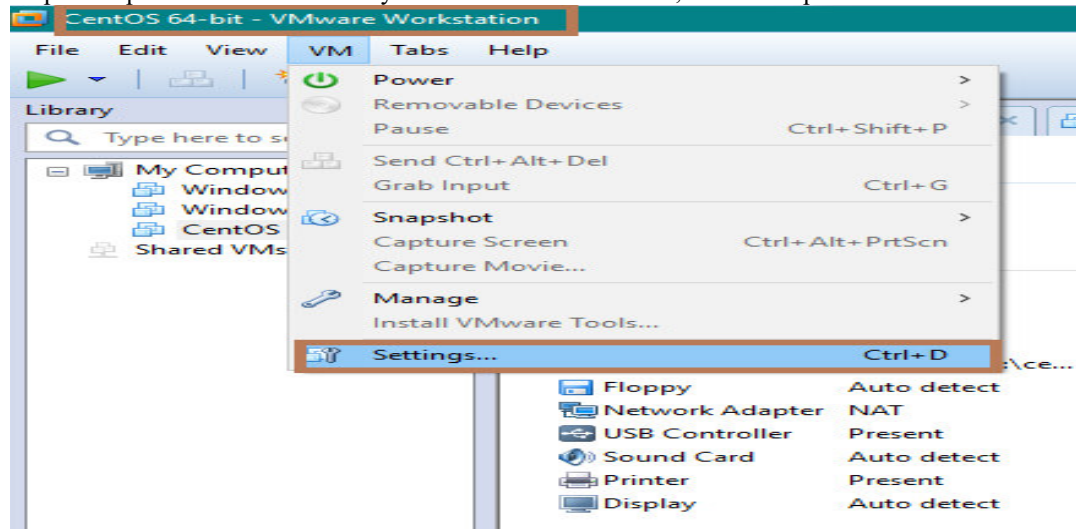 CentOS 64-bit - VMware Workstation
File Edit View VM Tabs Help
Power >
Library
Removable Devices >
Type here to
Pause Ctrl+Shift+P
Send Ctrl+Alt+Del
My
Grab Input Ctrl+G
Snapshot >
CentOS
Capture Screen Ctrl+Alt+PrtScn
Shared VMs
Capture Movie...
Manage >
Install VMware Tools...
Settings... Ctrl+D
Floppy Auto detect
Network Adapter NAT
USB Controller Present
Sound Card Auto detect
Printer Present
Display Auto detect